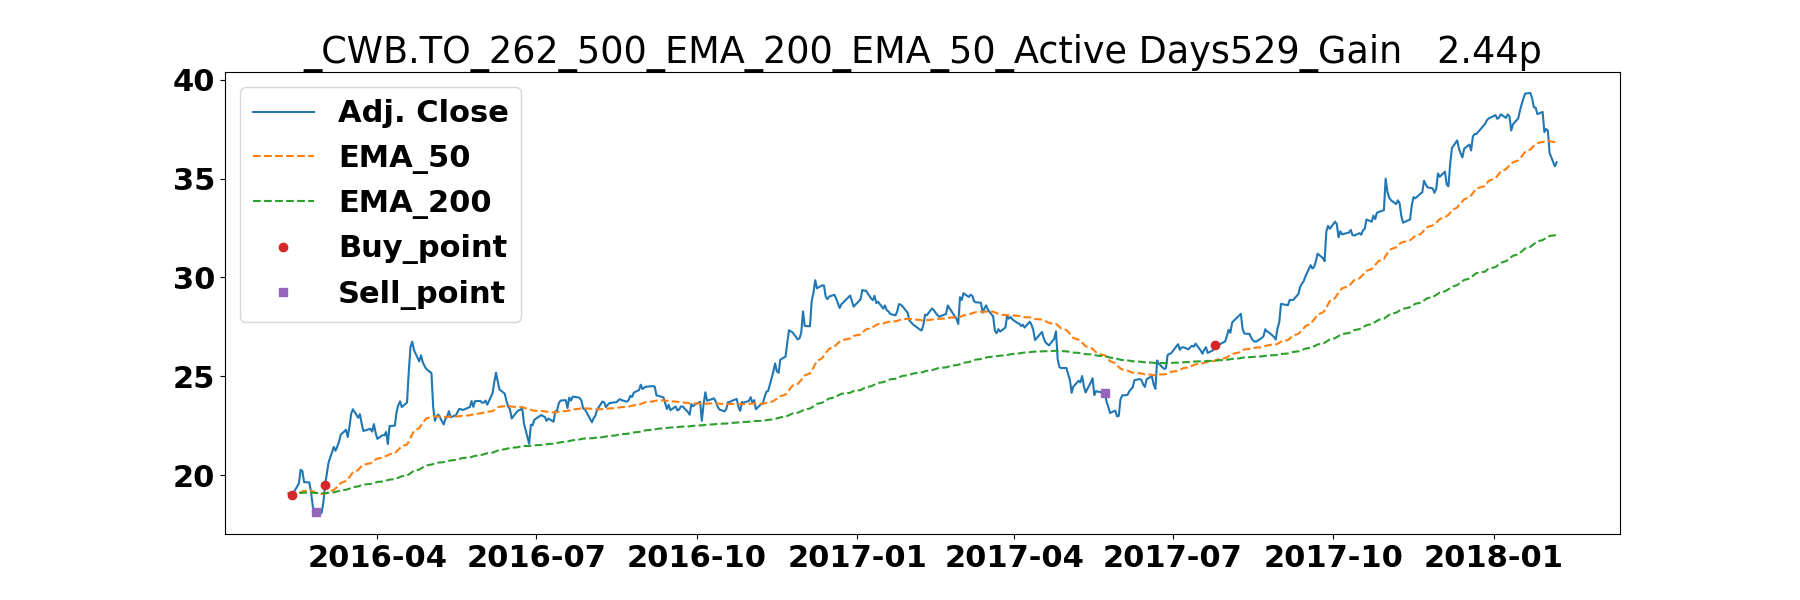 _CWB.TO_262_500_EMA_200_EMA_50_Active Days529_Gain   2.44p
40
35
30
25
20
Adj. Close
EMA_50
EMA_200
Buy_point
Sell_point
2016-04 2016-07 2016-10 2017-01 2017-04 2017-07 2017-10 2018-01